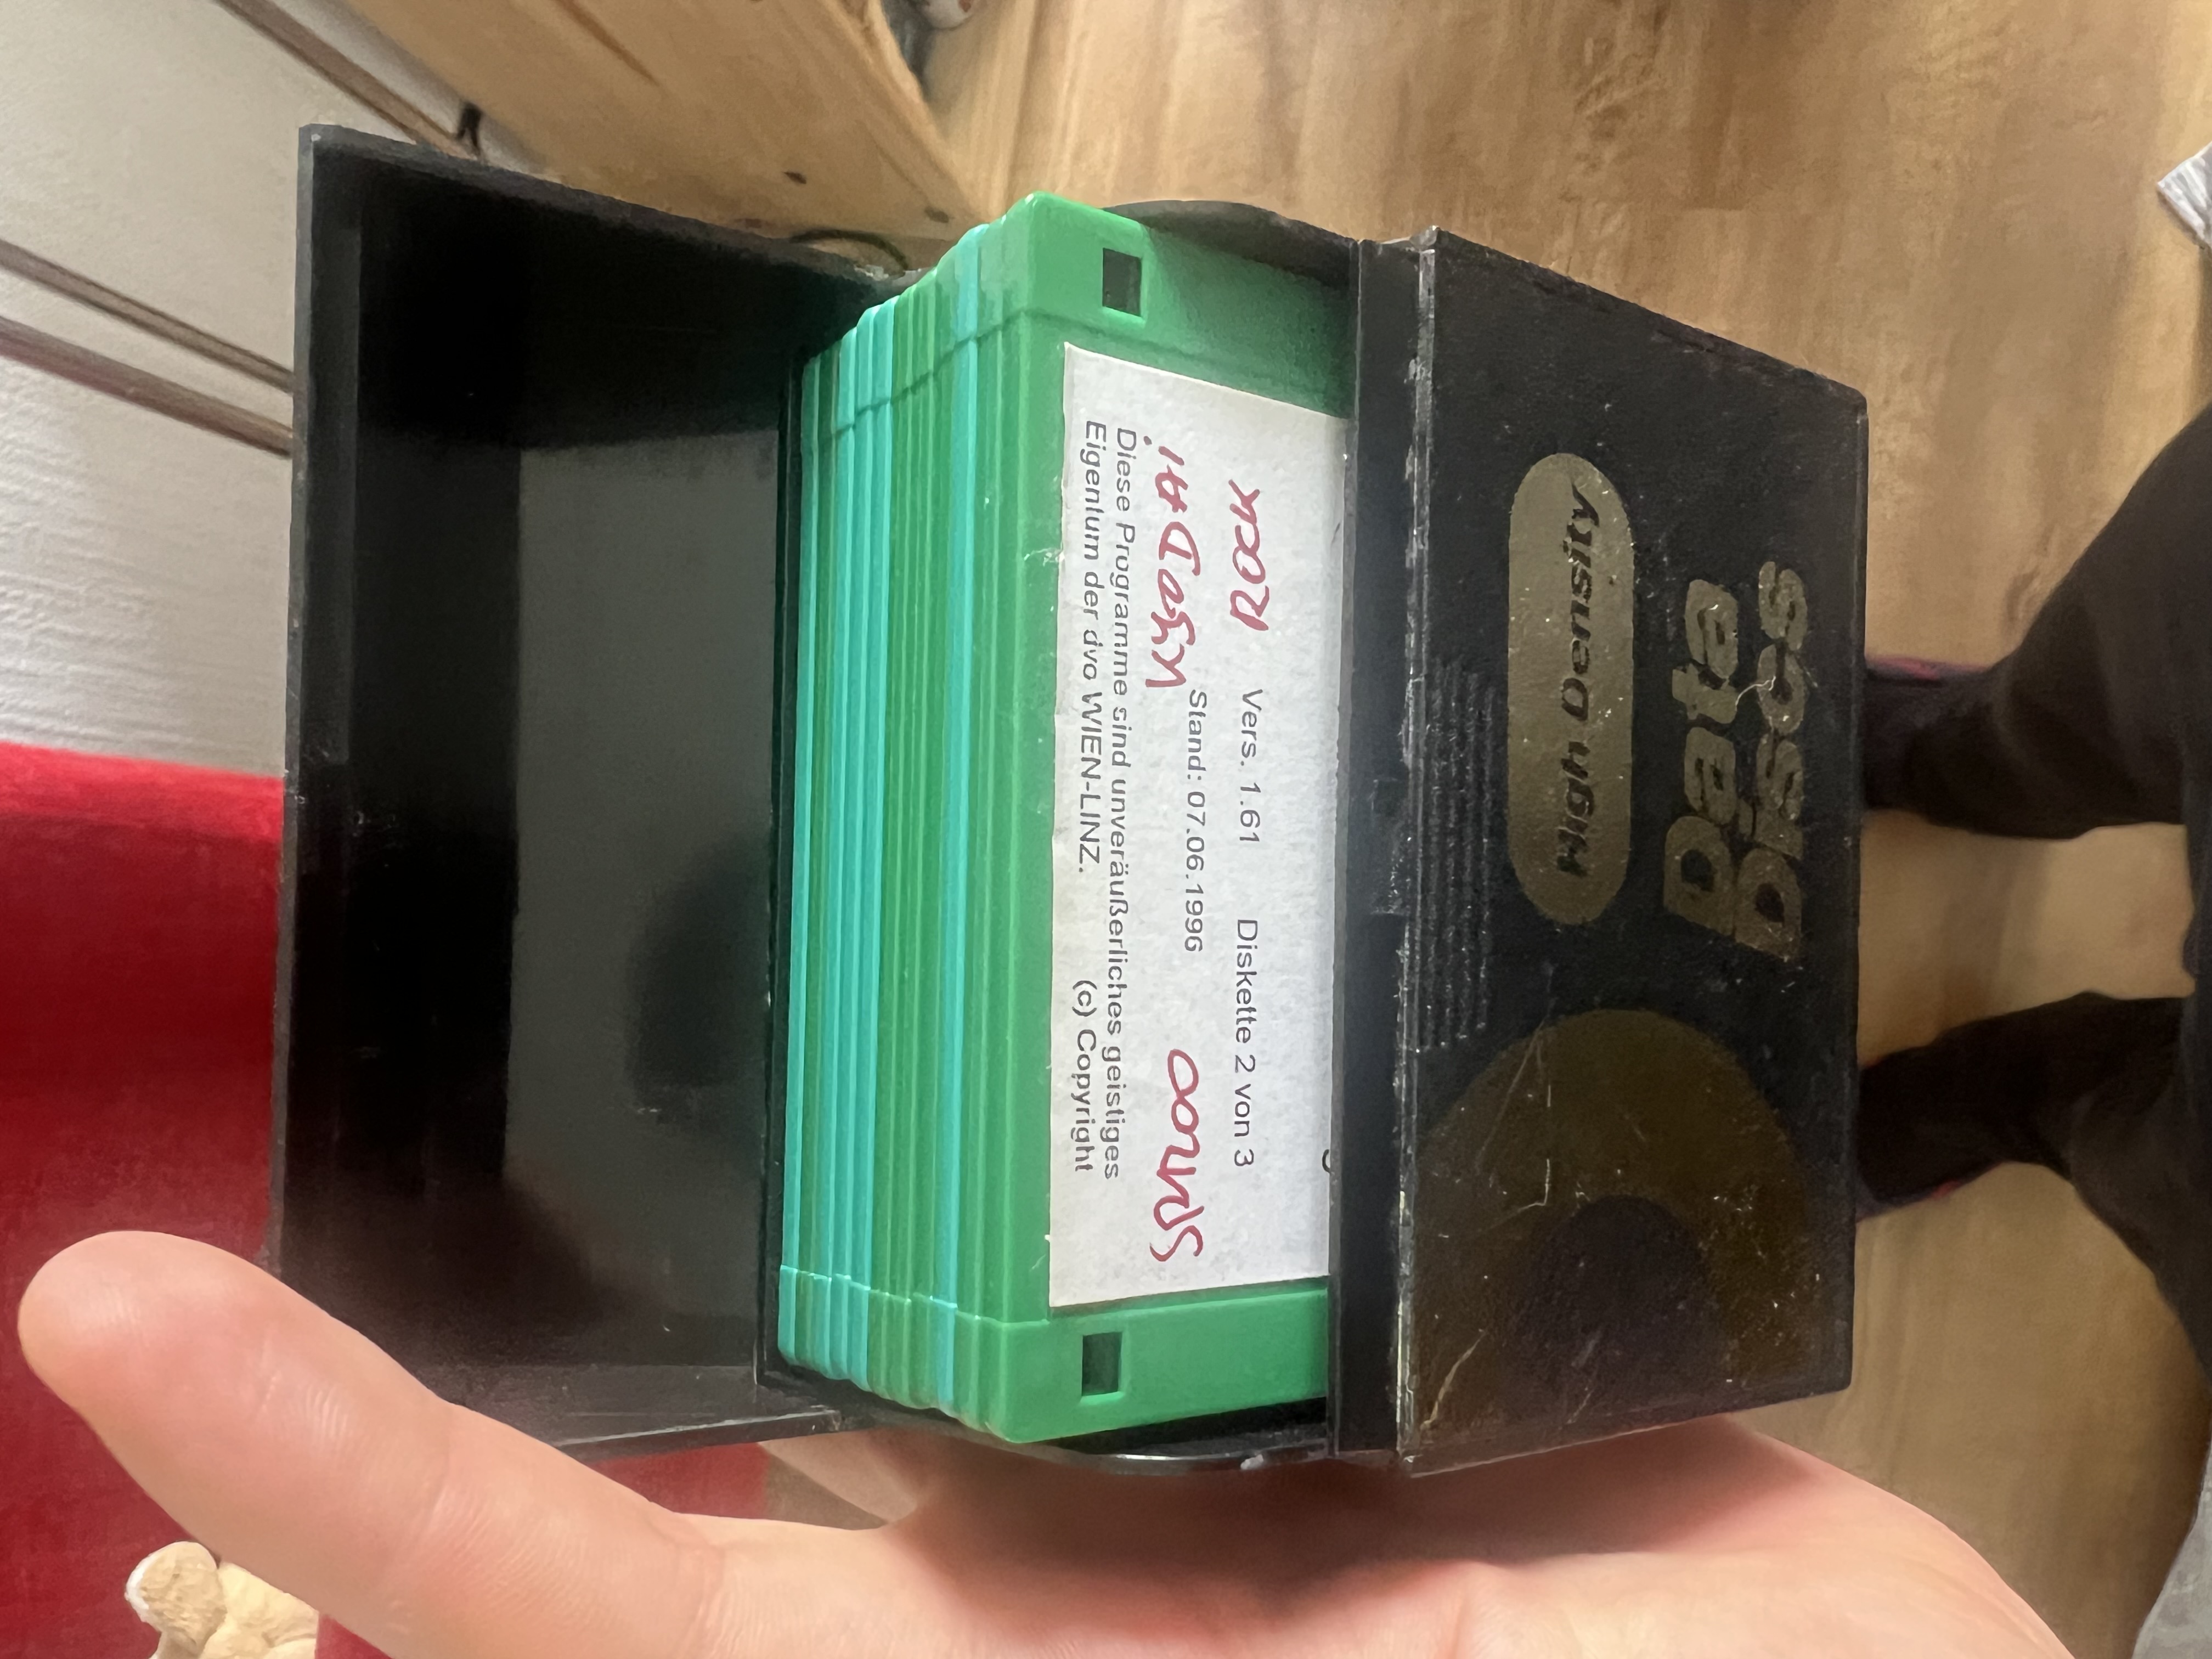 Vers. 1.61 Diskette 2 von 3
Stand: 07.06.1996
Diese Programme sind unveräußerliches geistiges
Eigentum der dvo WIEN-LINZ. (c) Copyright
Data
Discs
High Density